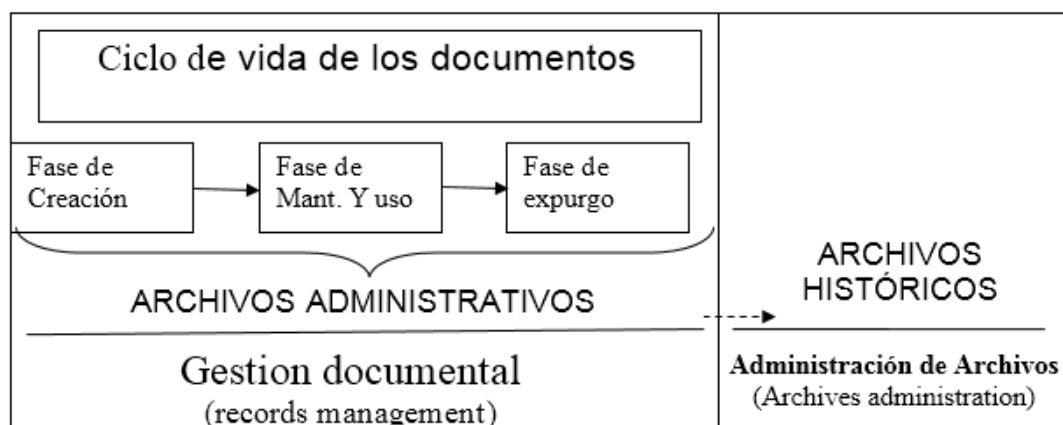 Ciclo de vida de los documentos
Fase de
Creación
Fase de
Mant. Y uso
Fase de
expurgo
ARCHIVOS ADMINISTRATIVOS
Gestion documental
(records management)
ARCHIVOS
HISTÓRICOS
Administración de Archivos
(Archives administration)